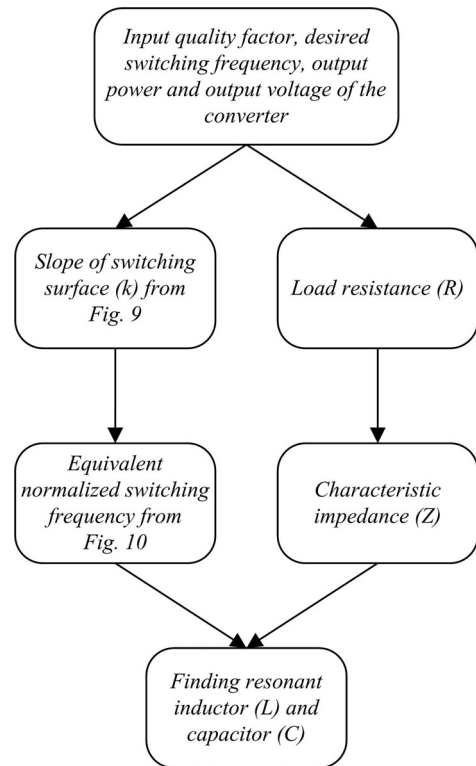 Input quality factor, desired
switching frequency, output
power and output voltage of the
converter
Slope of switching
surface (k) from
Fig. 9
Load resistance (R)
Equivalent
normalized switching
frequency from
Fig. 10
Characteristic
impedance (Z)
Finding resonant
inductor (L) and
capacitor (C)